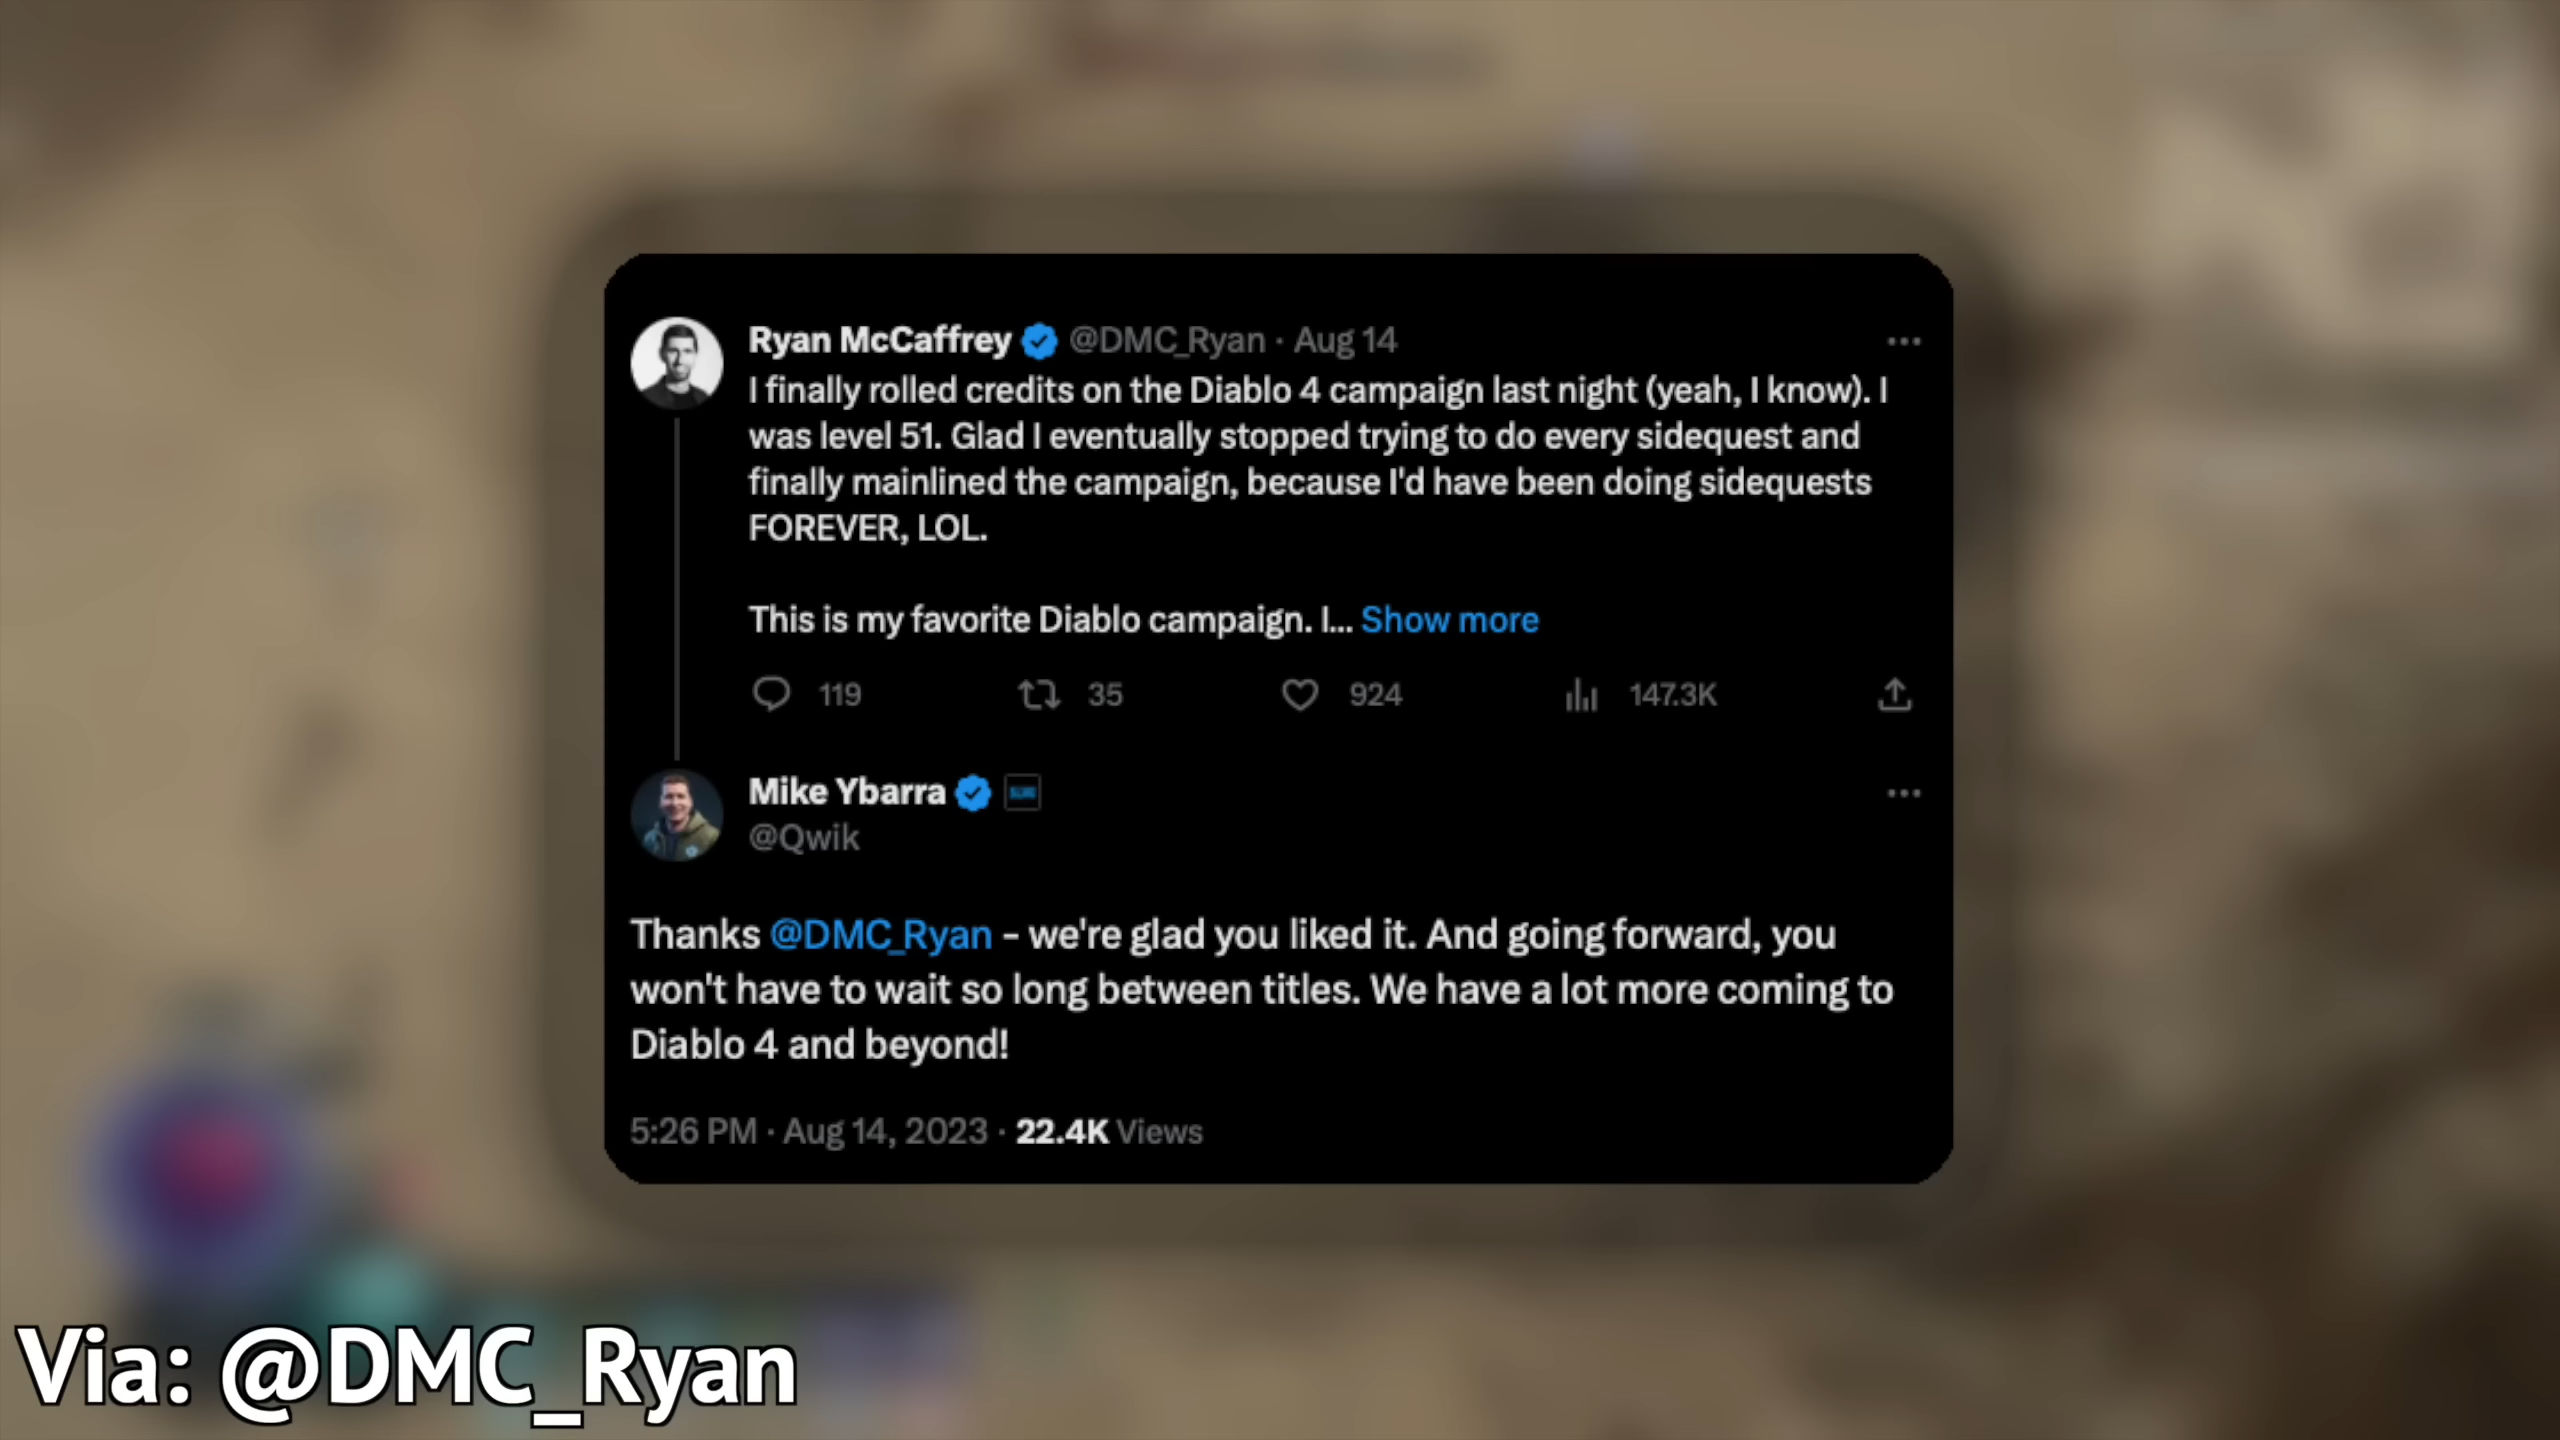 Ryan McCaffrey @DMC_Ryan · Aug 14
I finally rolled credits on the Diablo 4 campaign last night (yeah, I know). I
was level 51. Glad I eventually stopped trying to do every sidequest and
finally mainlined the campaign, because I'd have been doing sidequests
FOREVER, LOL.
This is my favorite Diablo campaign. I... Show more
119 35 924 147.3K
Mike Ybarra
@Qwik
Thanks @DMC_Ryan - we're glad you liked it. And going forward, you
won't have to wait so long between titles. We have a lot more coming to
Diablo 4 and beyond!
5:26 PM · Aug 14, 2023 · 22.4K Views
Via: @DMC_Ryan